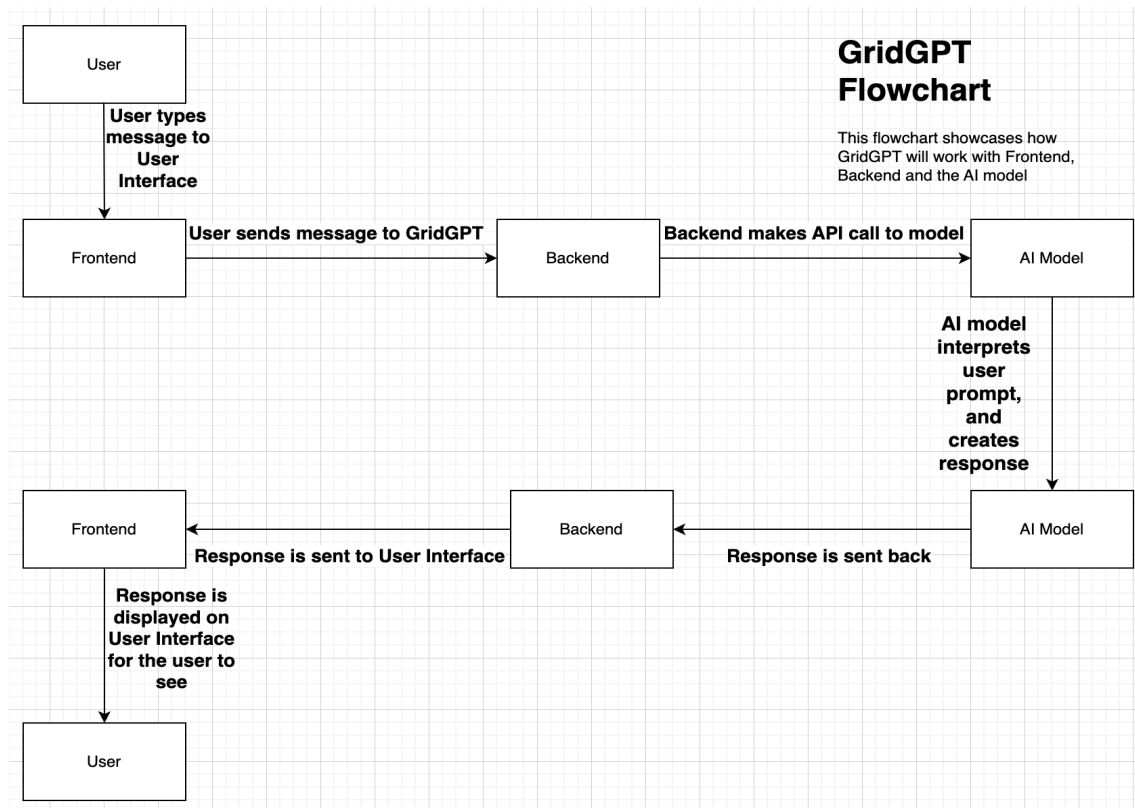 GridGPT
Flowchart
This flowchart showcases how
GridGPT will work with Frontend,
Backend and the AI model
User
User types
message to
User
Interface
Frontend
User sends message to GridGPT
Backend
Backend makes API call to model
AI Model
AI model
interprets
user
prompt,
and
creates
response
AI Model
Response is sent back
Backend
Response is sent to User Interface
Frontend
Response is
displayed on
User Interface
for the user to
see
User